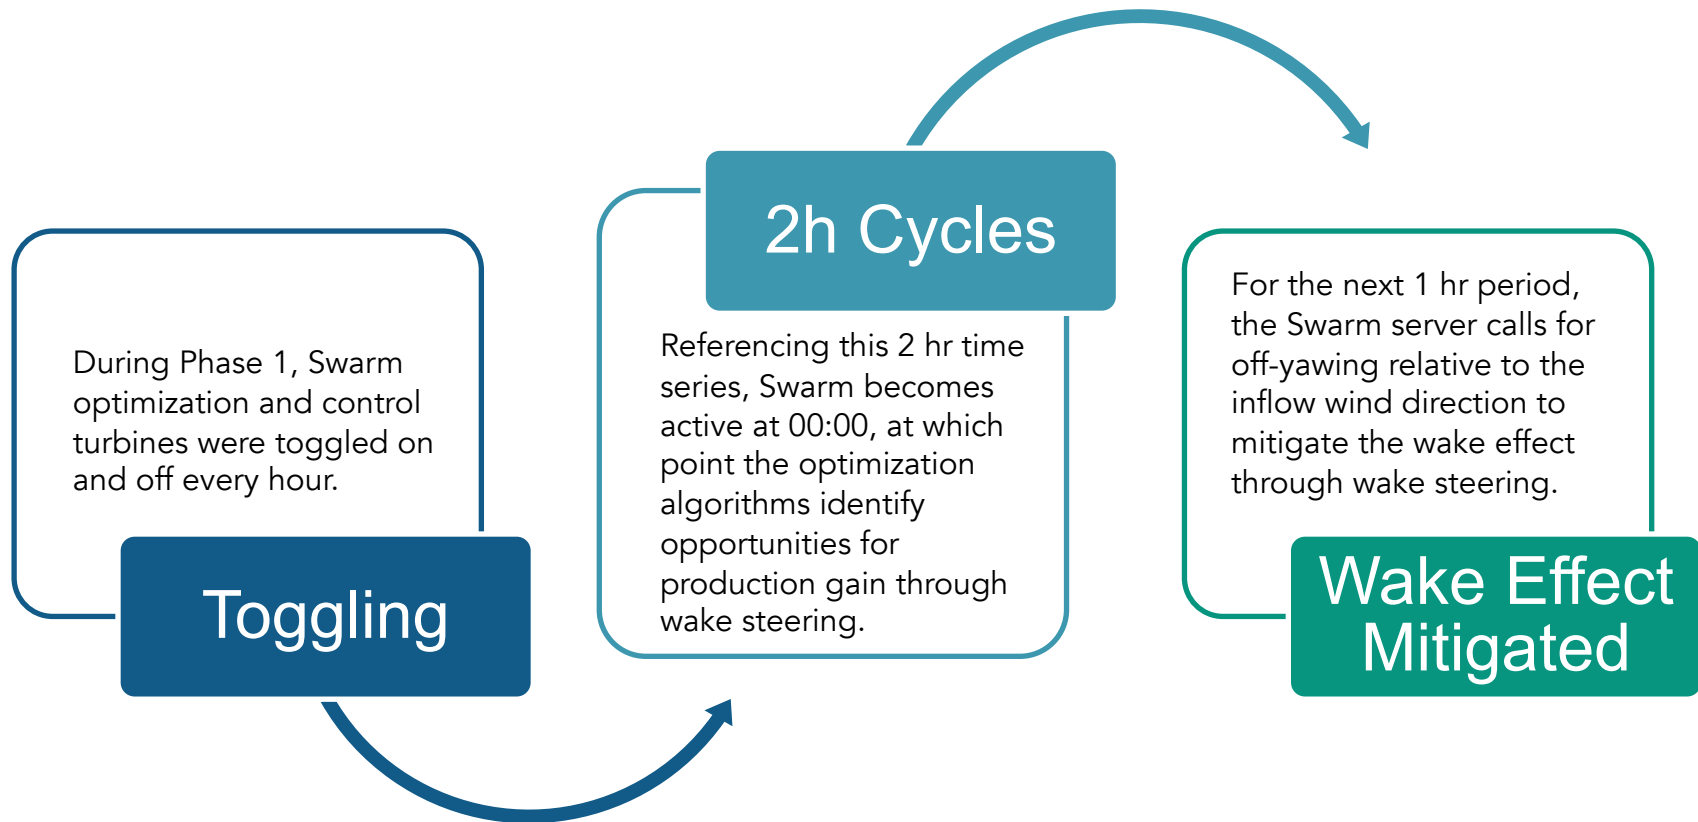 During Phase 1, Swarm
optimization and control
turbines were toggled on
and off every hour.
Toggling
2h Cycles
Referencing this 2 hr time
series, Swarm becomes
active at 00:00, at which
point the optimization
algorithms identify
opportunities for
production gain through
wake steering.
For the next 1 hr period,
the Swarm server calls for
off-yawing relative to the
inflow wind direction to
mitigate the wake effect
through wake steering.
Wake Effect
Mitigated